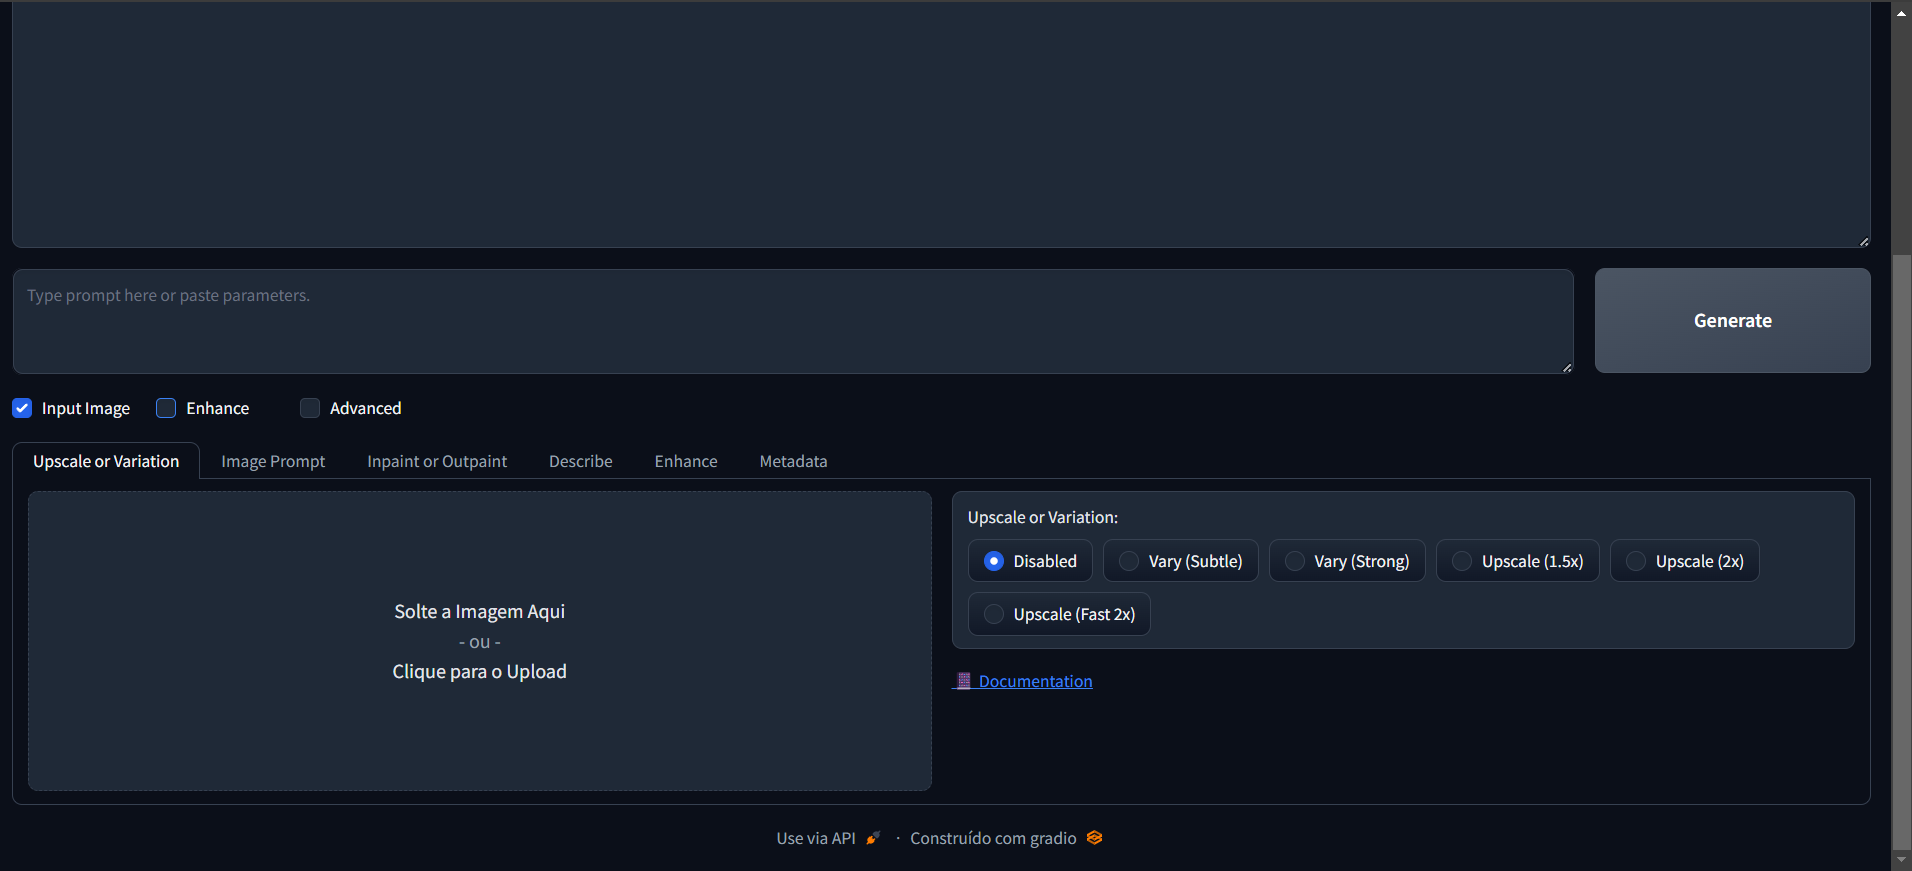 Type prompt here or paste parameters.
Generate
Input Image
Enhance
Advanced
Upscale or Variation
Image Prompt
Inpaint or Outpaint
Describe
Enhance
Metadata
Solte a Imagem Aqui
- ou -
Clique para o Upload
Upscale or Variation:
Disabled
Vary (Subtle)
Vary (Strong)
Upscale (1.5x)
Upscale (2x)
Upscale (Fast 2x)
Documentation
Use via API · Construído com gradio